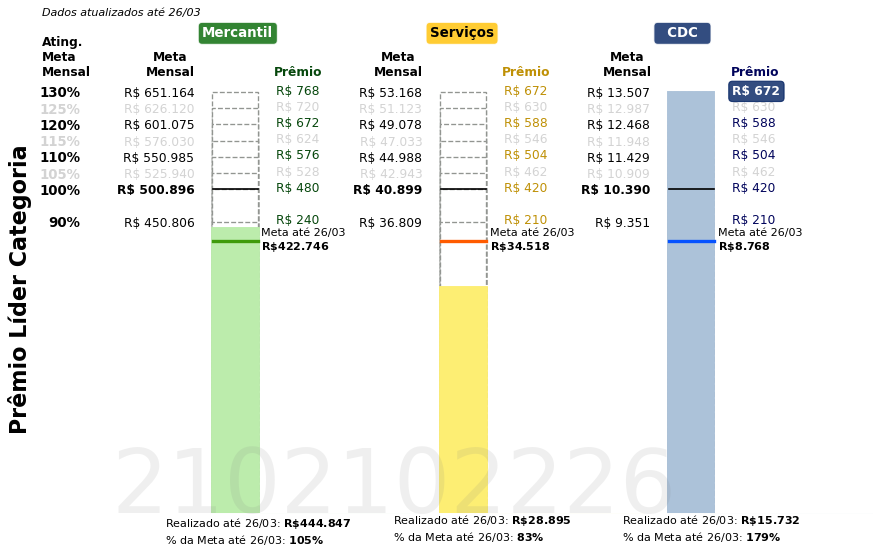 Dados atualizados até 26/03
Mercantil Serviços CDC
Ating. Meta Mensal Meta Mensal Prêmio Meta Mensal Prêmio Meta Mensal Prêmio
130% R$ 651.164 R$ 768 R$ 53.168 R$ 672 R$ 13.507 R$ 672
125% R$ 626.120 R$ 720 R$ 51.123 R$ 630 R$ 12.987 R$ 630
120% R$ 601.075 R$ 672 R$ 49.078 R$ 588 R$ 12.468 R$ 588
115% R$ 576.030 R$ 624 R$ 47.033 R$ 546 R$ 11.948 R$ 546
110% R$ 550.985 R$ 576 R$ 44.988 R$ 504 R$ 11.429 R$ 504
105% R$ 525.940 R$ 528 R$ 42.943 R$ 462 R$ 10.909 R$ 462
100% R$ 500.896 R$ 480 R$ 40.899 R$ 420 R$ 10.390 R$ 420
90% R$ 450.806 R$ 240 R$ 36.809 R$ 210 R$ 9.351 R$ 210
Meta até 26/03 Meta até 26/03 Meta até 26/03
R$422.746 R$34.518 R$8.768
Prêmio Líder Categoria
2102102226
Realizado até 26/03: R$444.847 Realizado até 26/03: R$28.895 Realizado até 26/03: R$15.732
% da Meta até 26/03: 105% % da Meta até 26/03: 83% % da Meta até 26/03: 179%